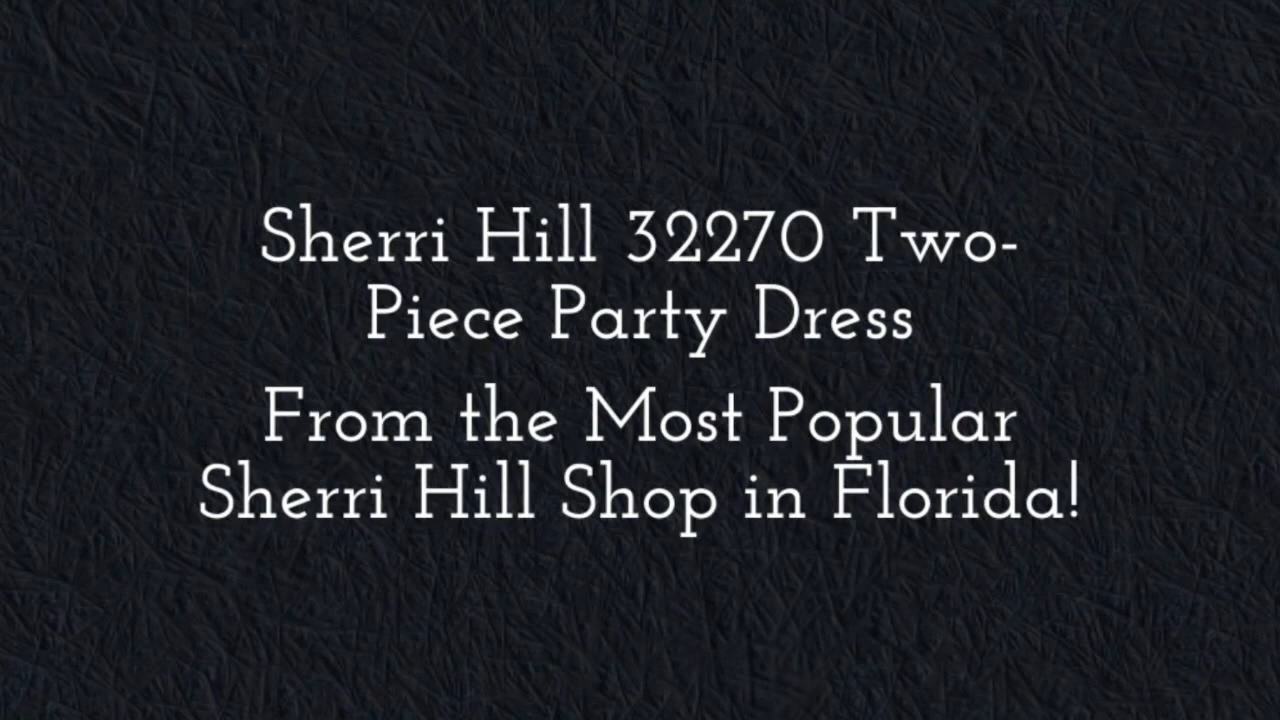 Sherri Hill 32270 Two-
Piece Party Dress
From the Most Popular
Sherri Hill Shop in Florida!